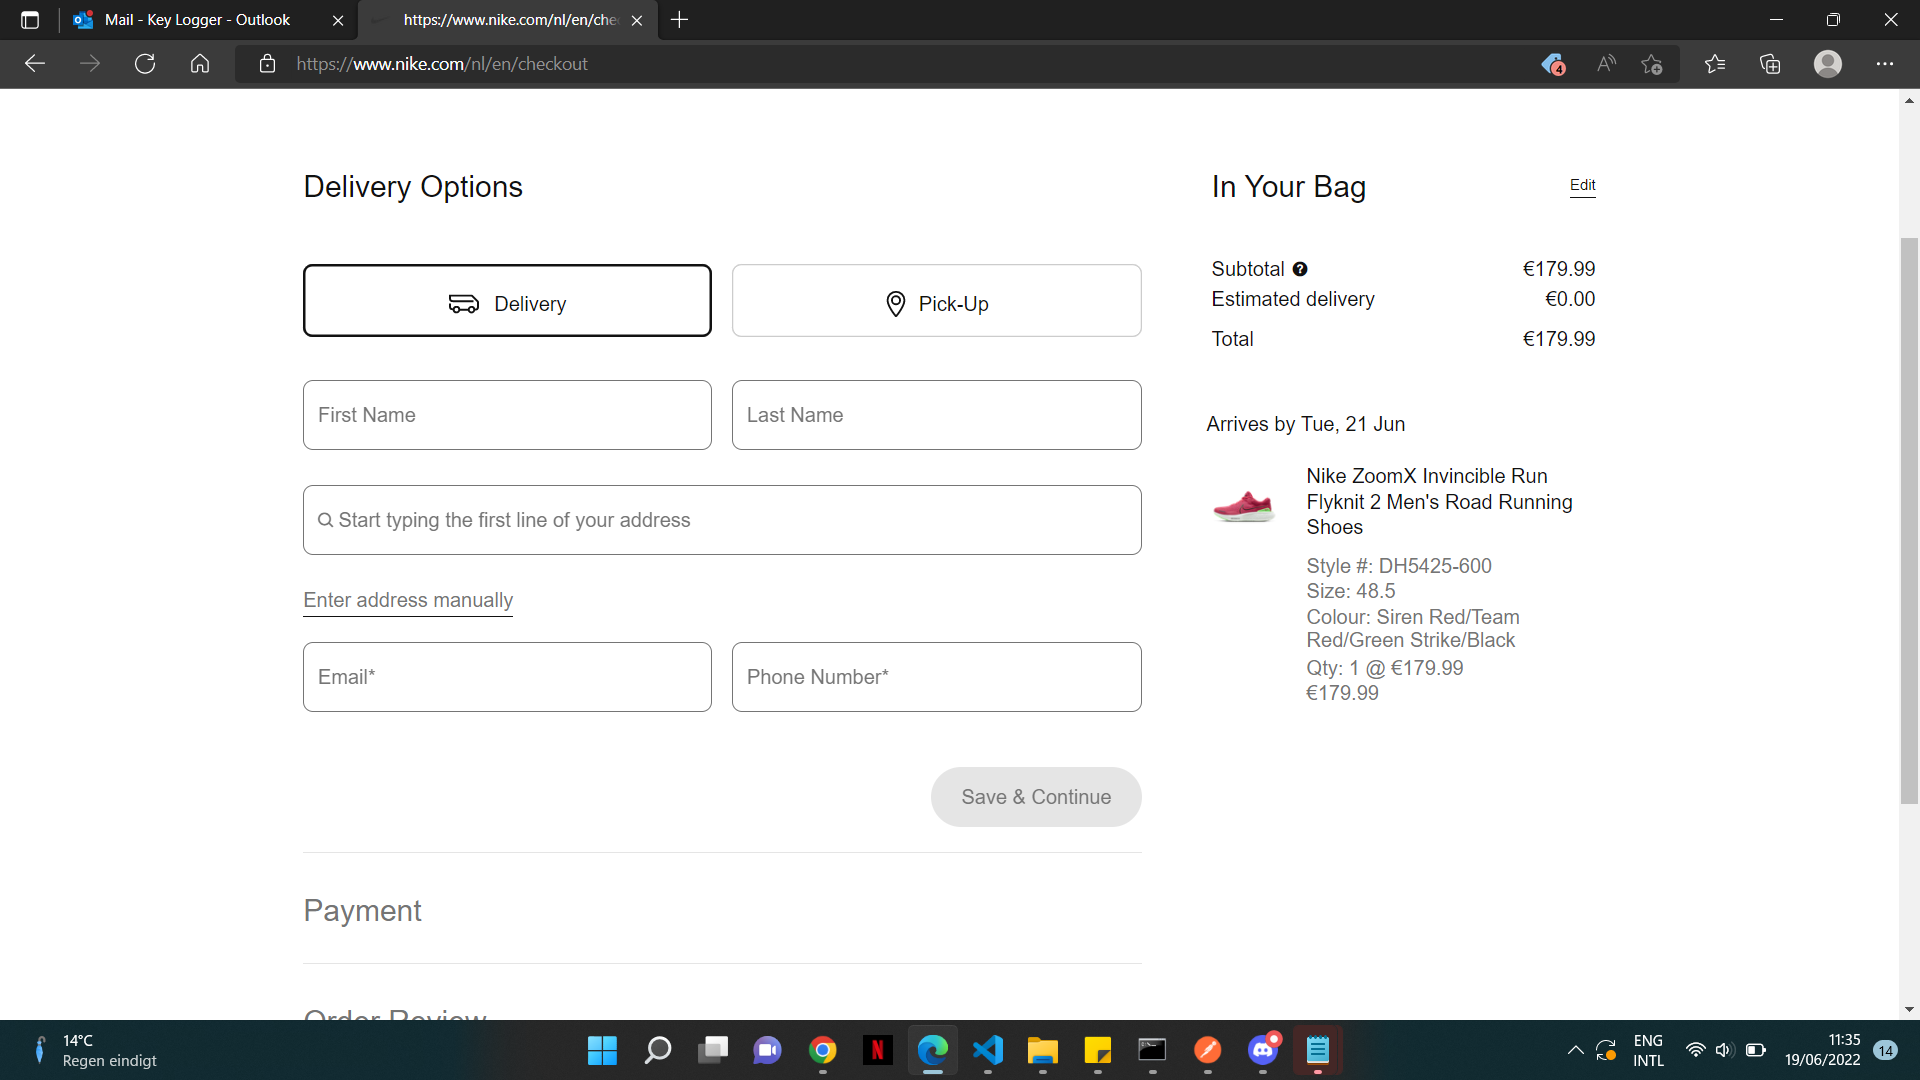 Mail - Key Logger - Outlook
https://www.nike.com/nl/en/che
https://www.nike.com/nl/en/checkout
4
Delivery Options
Delivery
Pick-Up
First Name
Last Name
Start typing the first line of your address
Enter address manually
Email*
Phone Number*
Save & Continue
Payment
Order Review
In Your Bag
Edit
Subtotal ?
€179.99
Estimated delivery
€0.00
Total
€179.99
Arrives by Tue, 21 Jun
Nike ZoomX Invincible Run
Flyknit 2 Men's Road Running
Shoes
Style #: DH5425-600
Size: 48.5
Colour: Siren Red/Team
Red/Green Strike/Black
Qty: 1 @ €179.99
€179.99
14°C
Regen eindigt
N
ENG
INTL
11:35
19/06/2022
14